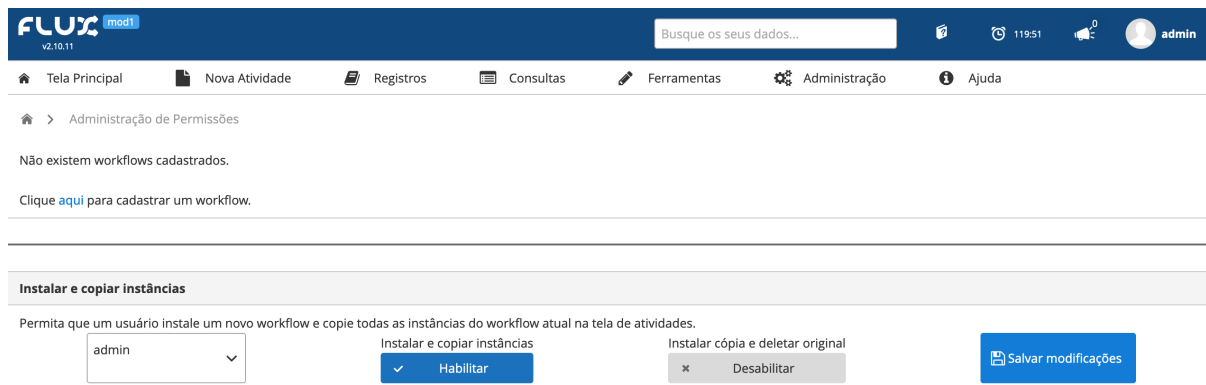 FLUX mod1
v2.10.11
Busque os seus dados...
119:51
0
admin
Tela Principal
Nova Atividade
Registros
Consultas
Ferramentas
Administração
Ajuda
Administração de Permissões
Não existem workflows cadastrados.
Clique aqui para cadastrar um workflow.
Instalar e copiar instâncias
Permita que um usuário instale um novo workflow e copie todas as instâncias do workflow atual na tela de atividades.
admin
Instalar e copiar instâncias
Habilitar
Instalar cópia e deletar original
Desabilitar
Salvar modificações